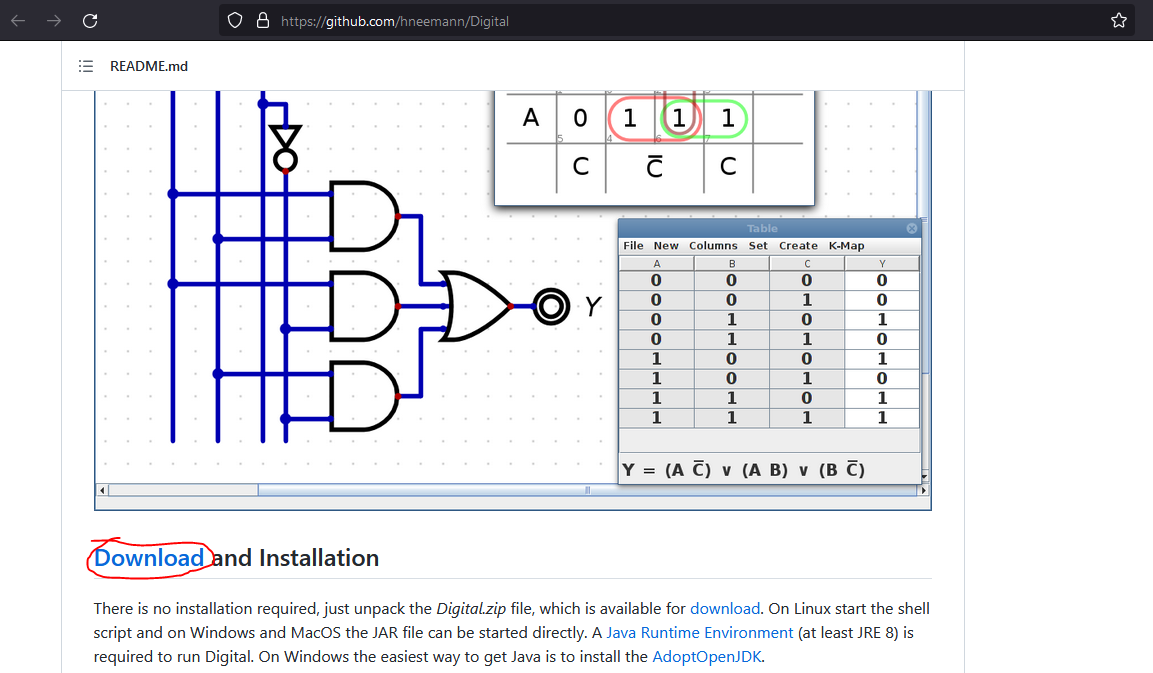 https://github.com/hneemann/Digital
README.md
A 0 1 1 1
5 4 6 7
C C̅ C
Table
File New Columns Set Create K-Map
A B C Y
0 0 0 0
0 0 1 0
0 1 0 1
0 1 1 0
1 0 0 1
1 0 1 0
1 1 0 1
1 1 1 1
Y = (A C̅) ∨ (A B) ∨ (B C̅)
Y
Download and Installation
There is no installation required, just unpack the Digital.zip file, which is available for download. On Linux start the shell
script and on Windows and MacOS the JAR file can be started directly. A Java Runtime Environment (at least JRE 8) is
required to run Digital. On Windows the easiest way to get Java is to install the AdoptOpenJDK.